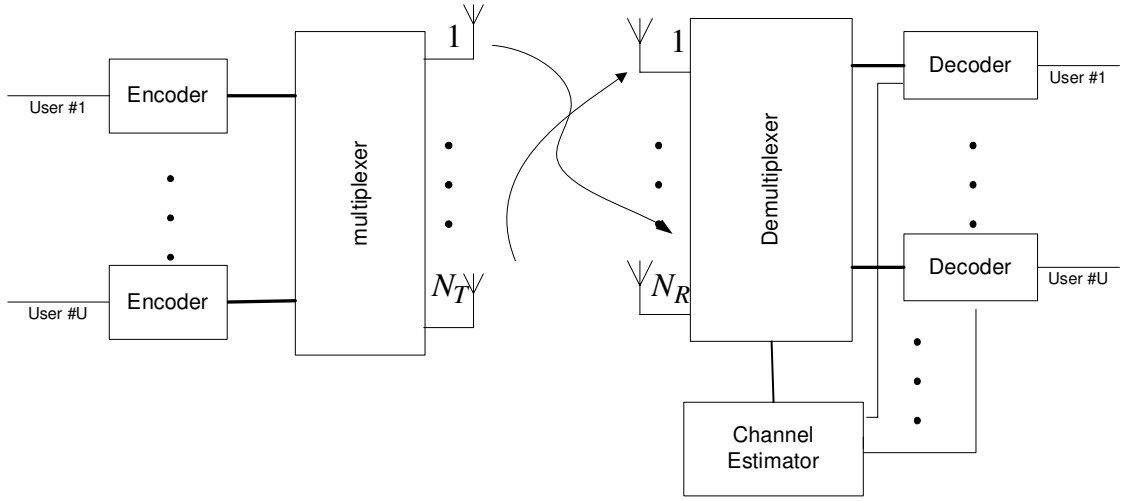 1
1
Encoder
User #1
multiplexer
Demultiplexer
Decoder
User #1
Encoder
User #U
N_T
N_R
Decoder
User #U
Channel
Estimator